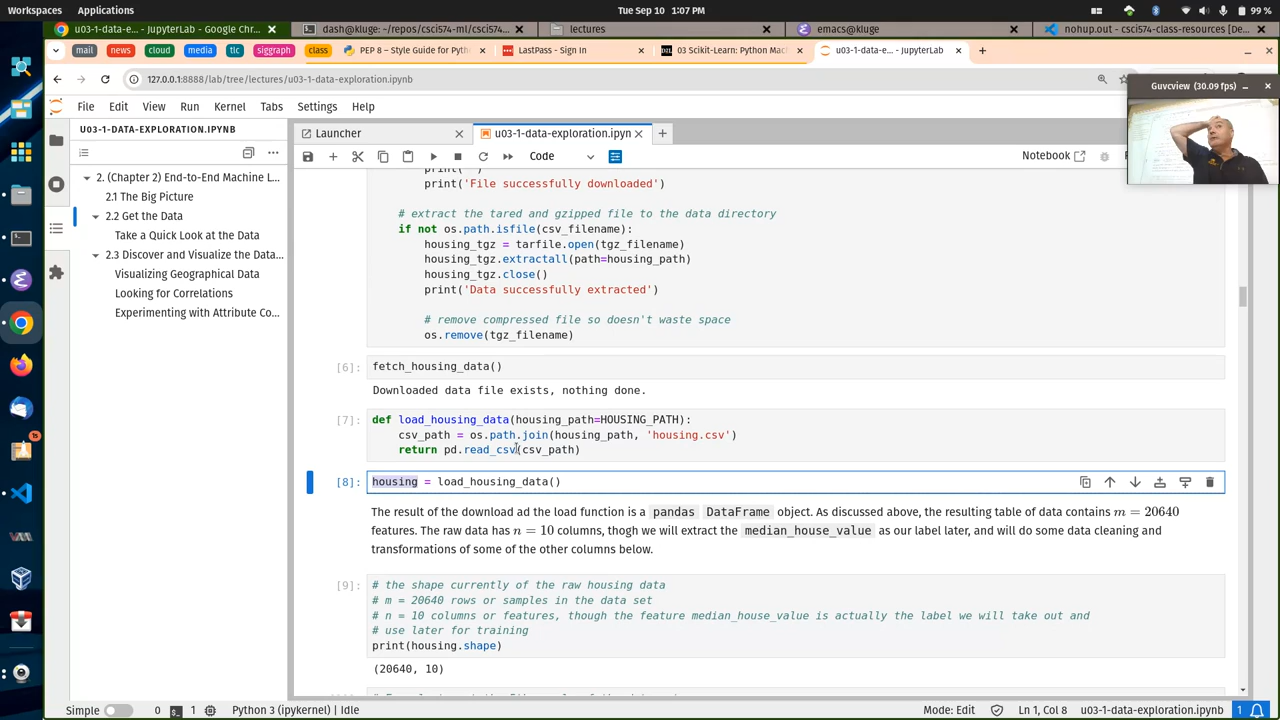 Workspaces Applications Tue Sep 10 1:07 PM 99 %
u03-1-data-e... - JupyterLab - Google Chr... dash@kluge: ~/repos/csci574-ml/csci574... lectures emacs@kluge nohup.out - csci574-class-resources [De...
mail news cloud media tlc siggraph class PEP 8 – Style Guide for Pyth LastPass - Sign In 03 Scikit-Learn: Python Mac u03-1-data-e... - JupyterLab
127.0.0.1:8888/lab/tree/lectures/u03-1-data-exploration.ipynb
Guvcview (30.09 fps)
File Edit View Run Kernel Tabs Settings Help
U03-1-DATA-EXPLORATION.IPYNB
Launcher u03-1-data-exploration.ipyn
Code Notebook
2. (Chapter 2) End-to-End Machine L...
2.1 The Big Picture
2.2 Get the Data
Take a Quick Look at the Data
2.3 Discover and Visualize the Data...
Visualizing Geographical Data
Looking for Correlations
Experimenting with Attribute Co...
print('File successfully downloaded')
# extract the tared and gzipped file to the data directory
if not os.path.isfile(csv_filename):
housing_tgz = tarfile.open(tgz_filename)
housing_tgz.extractall(path=housing_path)
housing_tgz.close()
print('Data successfully extracted')
# remove compressed file so doesn't waste space
os.remove(tgz_filename)
[6]: fetch_housing_data()
Downloaded data file exists, nothing done.
[7]: def load_housing_data(housing_path=HOUSING_PATH):
csv_path = os.path.join(housing_path, 'housing.csv')
return pd.read_csv(csv_path)
[8]: housing = load_housing_data()
The result of the download ad the load function is a pandas DataFrame object. As discussed above, the resulting table of data contains m = 20640
features. The raw data has n = 10 columns, thogh we will extract the median_house_value as our label later, and will do some data cleaning and
transformations of some of the other columns below.
[9]: # the shape currently of the raw housing data
# m = 20640 rows or samples in the data set
# n = 10 columns or features, though the feature median_house_value is actually the label we will take out and
# use later for training
print(housing.shape)
(20640, 10)
Simple 0 1 Python 3 (ipykernel) | Idle Mode: Edit Ln 1, Col 8 u03-1-data-exploration.ipynb 1